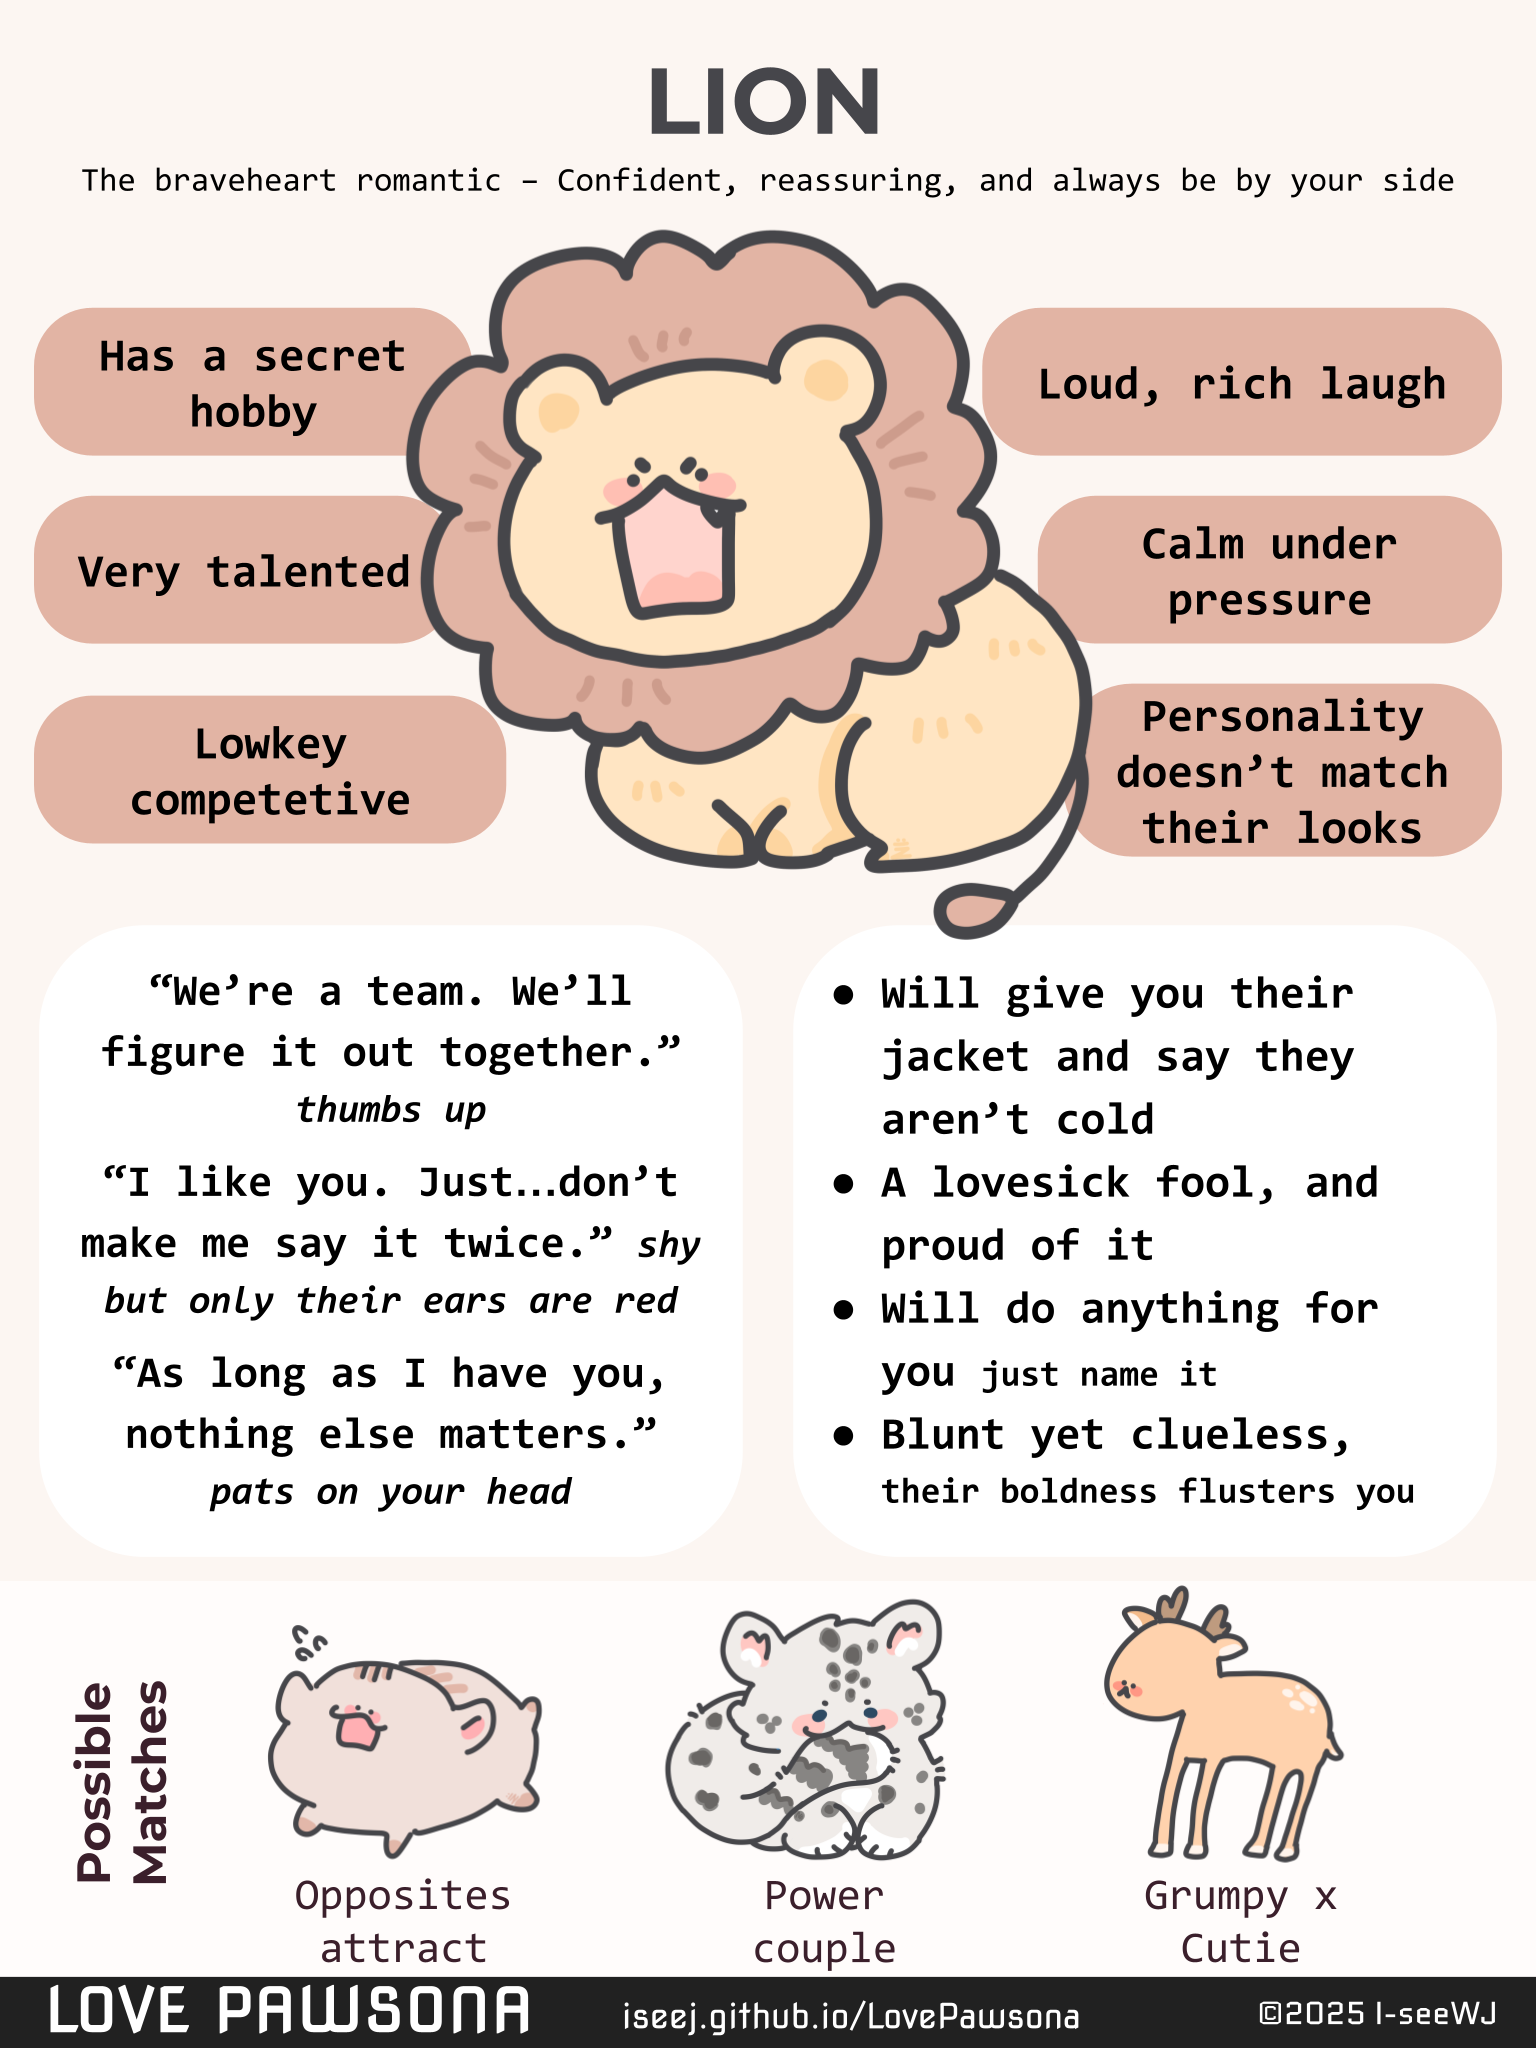 LION
The braveheart romantic – Confident, reassuring, and always be by your side
Has a secret
hobby
Very talented
Lowkey
competetive
Loud, rich laugh
Calm under
pressure
Personality
doesn’t match
their looks
“We’re a team. We’ll
figure it out together.”
thumbs up
“I like you. Just...don’t
make me say it twice.” shy
but only their ears are red
“As long as I have you,
nothing else matters.”
pats on your head
● Will give you their
jacket and say they
aren’t cold
● A lovesick fool, and
proud of it
● Will do anything for
you just name it
● Blunt yet clueless,
their boldness flusters you
Possible
Matches
Opposites
attract
Power
couple
Grumpy x
Cutie
LOVE PAWSONA
iseej.github.io/LovePawsona
©2025 I-seeWJ